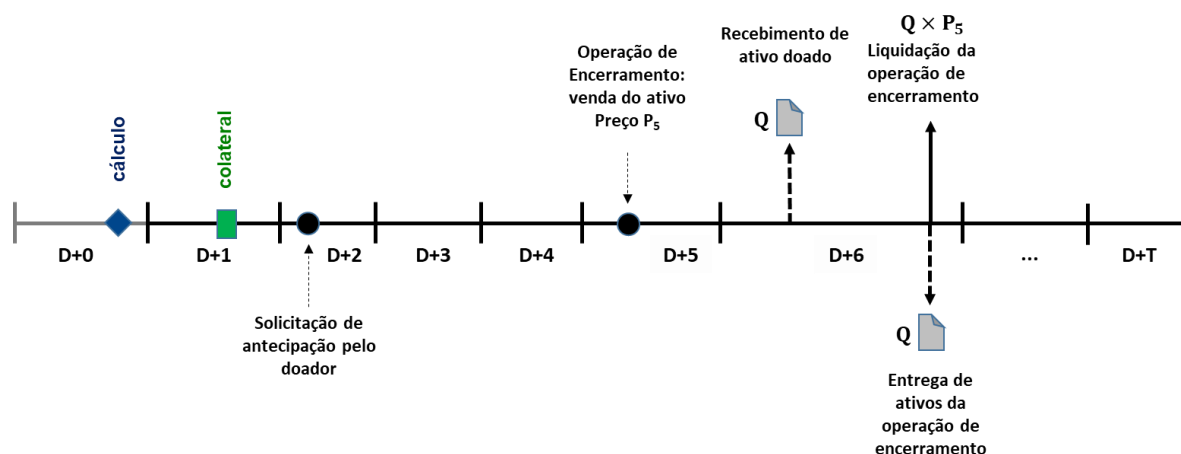 Q × P₅
Liquidação da
operação de
encerramento
Recebimento de
ativo doado
Operação de
Encerramento:
venda do ativo
Preço P₅
Q
cálculo
colateral
D+0
D+1
D+2
D+3
D+4
D+5
D+6
...
D+T
Solicitação de
antecipação pelo
doador
Q
Entrega de
ativos da
operação de
encerramento